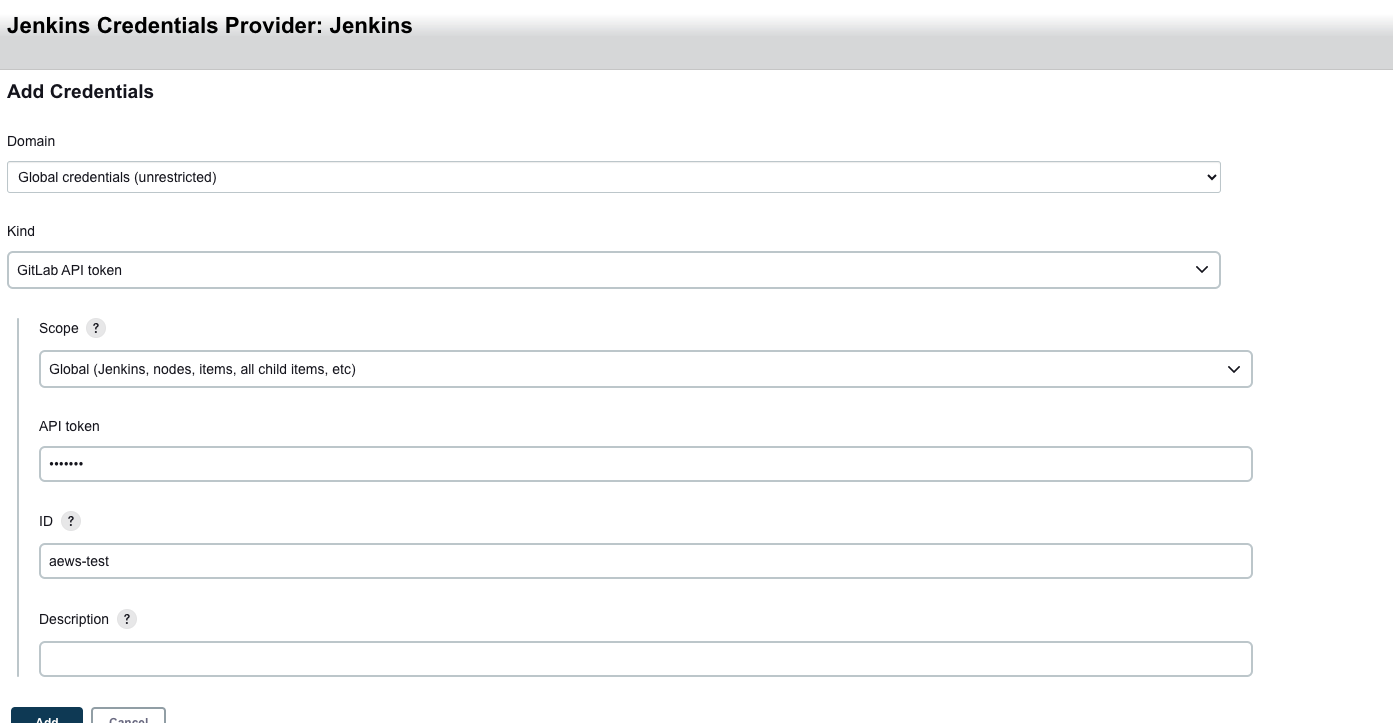 Jenkins Credentials Provider: Jenkins
Add Credentials
Domain
Global credentials (unrestricted)
Kind
GitLab API token
Scope ?
Global (Jenkins, nodes, items, all child items, etc)
API token
•••••••
ID ?
aews-test
Description ?
Add Cancel